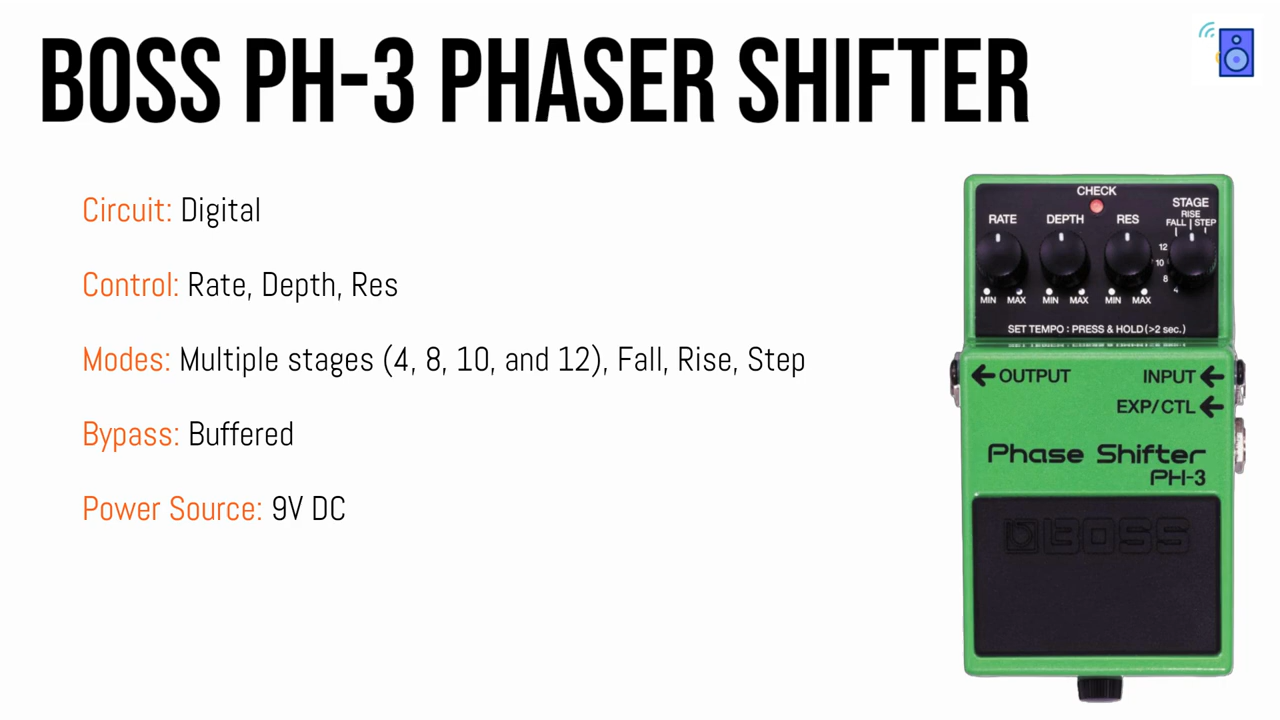 BOSS PH-3 PHASER SHIFTER
Circuit: Digital
Control: Rate, Depth, Res
Modes: Multiple stages (4, 8, 10, and 12), Fall, Rise, Step
Bypass: Buffered
Power Source: 9V DC
CHECK
RATE DEPTH RES STAGE
RISE
FALL STEP
12
10
8
4
MIN MAX MIN MAX MIN MAX
SET TEMPO : PRESS & HOLD (>2 sec.)
OUTPUT INPUT
EXP/CTL
Phase Shifter
PH-3
BOSS